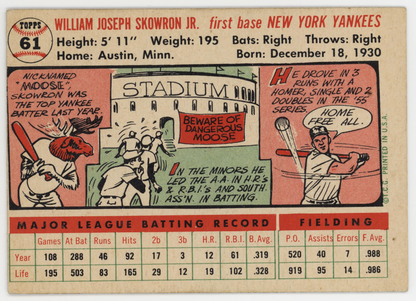 TOPPS
61
WILLIAM JOSEPH SKOWRON JR. first base NEW YORK YANKEES
Height: 5' 11" Weight: 195 Bats: Right Throws: Right
Home: Austin, Minn. Born: December 18, 1930
NICKNAMED
"MOOSE",
SKOWRON WAS
THE TOP YANKEE
BATTER LAST YEAR.
STADIUM
BEWARE OF
DANGEROUS
MOOSE
IN THE MINORS HE
LED THE A.A. IN H.R'S
& R.B.I.'S AND SOUTH.
ASS'N. IN BATTING.
HE DROVE IN 3
RUNS WITH A
HOMER, SINGLE AND 2
DOUBLES IN THE '55
SERIES.
HOME
FREE ALL.
©T.C.G. PRINTED IN U.S.A.
MAJOR LEAGUE BATTING RECORD FIELDING
Games At Bat Runs Hits 2b 3b H.R. R.B.I. B. Avg. P.O. Assists Errors F. Avg.
Year 108 288 46 92 17 3 12 61 .319 520 40 7 .988
Life 195 503 83 165 29 12 19 102 .328 919 95 14 .986